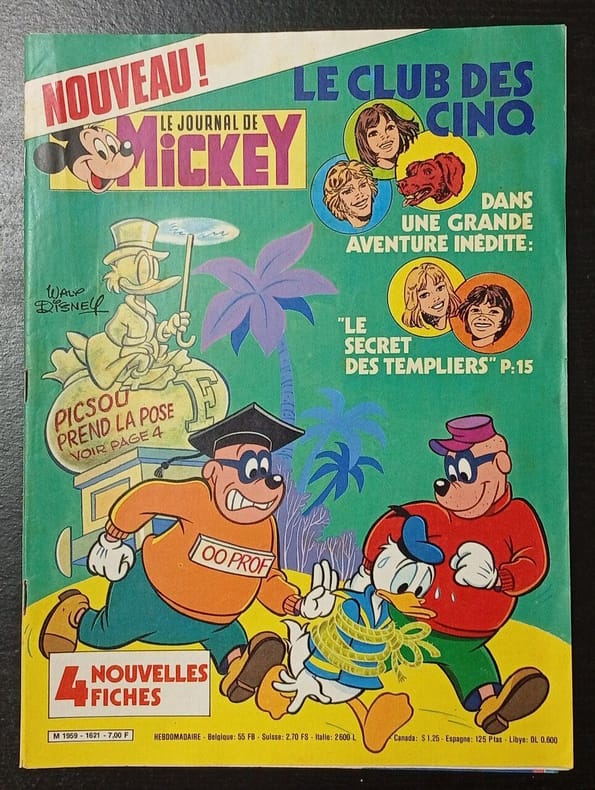 NOUVEAU!
LE JOURNAL DE
MiCKEY
LE CLUB DES
CINQ
DANS
UNE GRANDE
AVENTURE INÉDITE:
"LE
SECRET
DES TEMPLIERS" P:15
WALT
DISNEY
F
PICSOU
PREND LA POSE
VOIR PAGE 4
OO PROF
4 NOUVELLES
FICHES
M 1959 - 1621 - 7,00 F
HEBDOMADAIRE - Belgique: 55 FB - Suisse: 2.70 FS - Italie: 2600 L
Canada: $ 1.25 - Espagne: 125 Ptas - Libye: DL 0.600